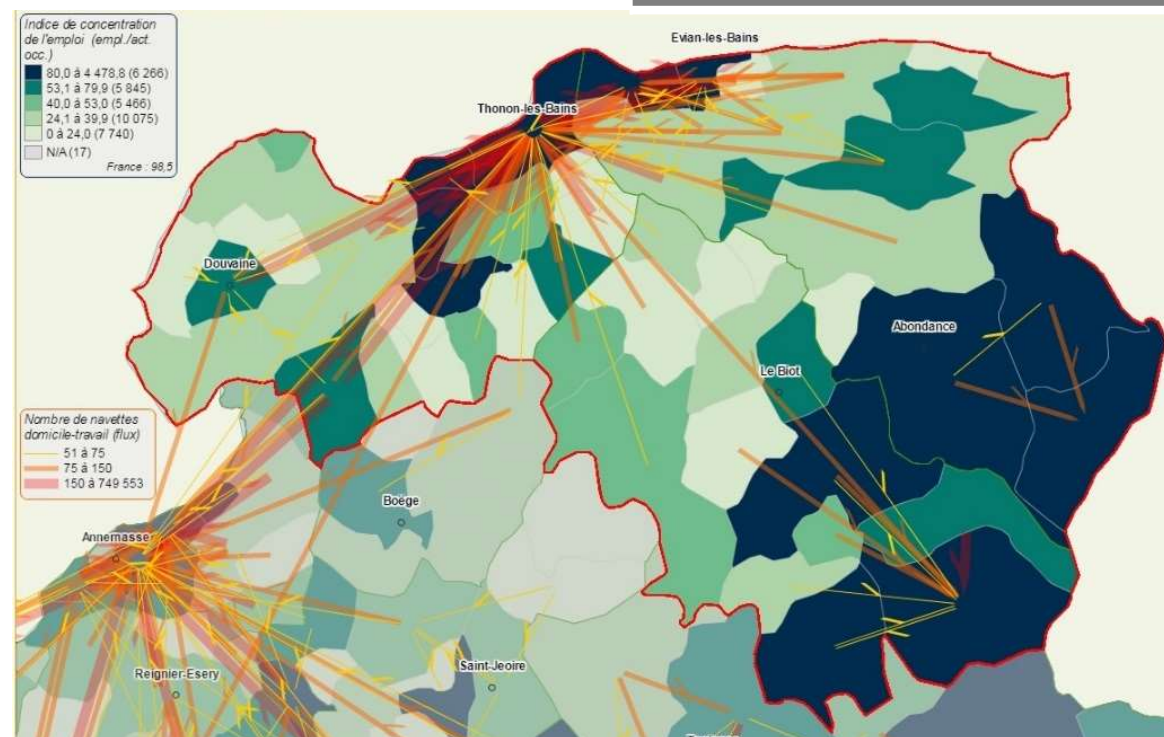 Indice de concentration
de l'emploi (empl./act.
occ.)
80,0 à 4 478,8 (6 266)
53,1 à 79,9 (5 845)
40,0 à 53,0 (5 466)
24,1 à 39,9 (10 075)
0 à 24,0 (7 740)
N/A (17)
France : 98,5
Evian-les-Bains
Thonon-les-Bains
Douvaine
Abondance
Le Biot
Nombre de navettes
domicile-travail (flux)
51 à 75
75 à 150
150 à 749 553
Boëge
Annemasse
Reignier-Esery
Saint-Jeoire